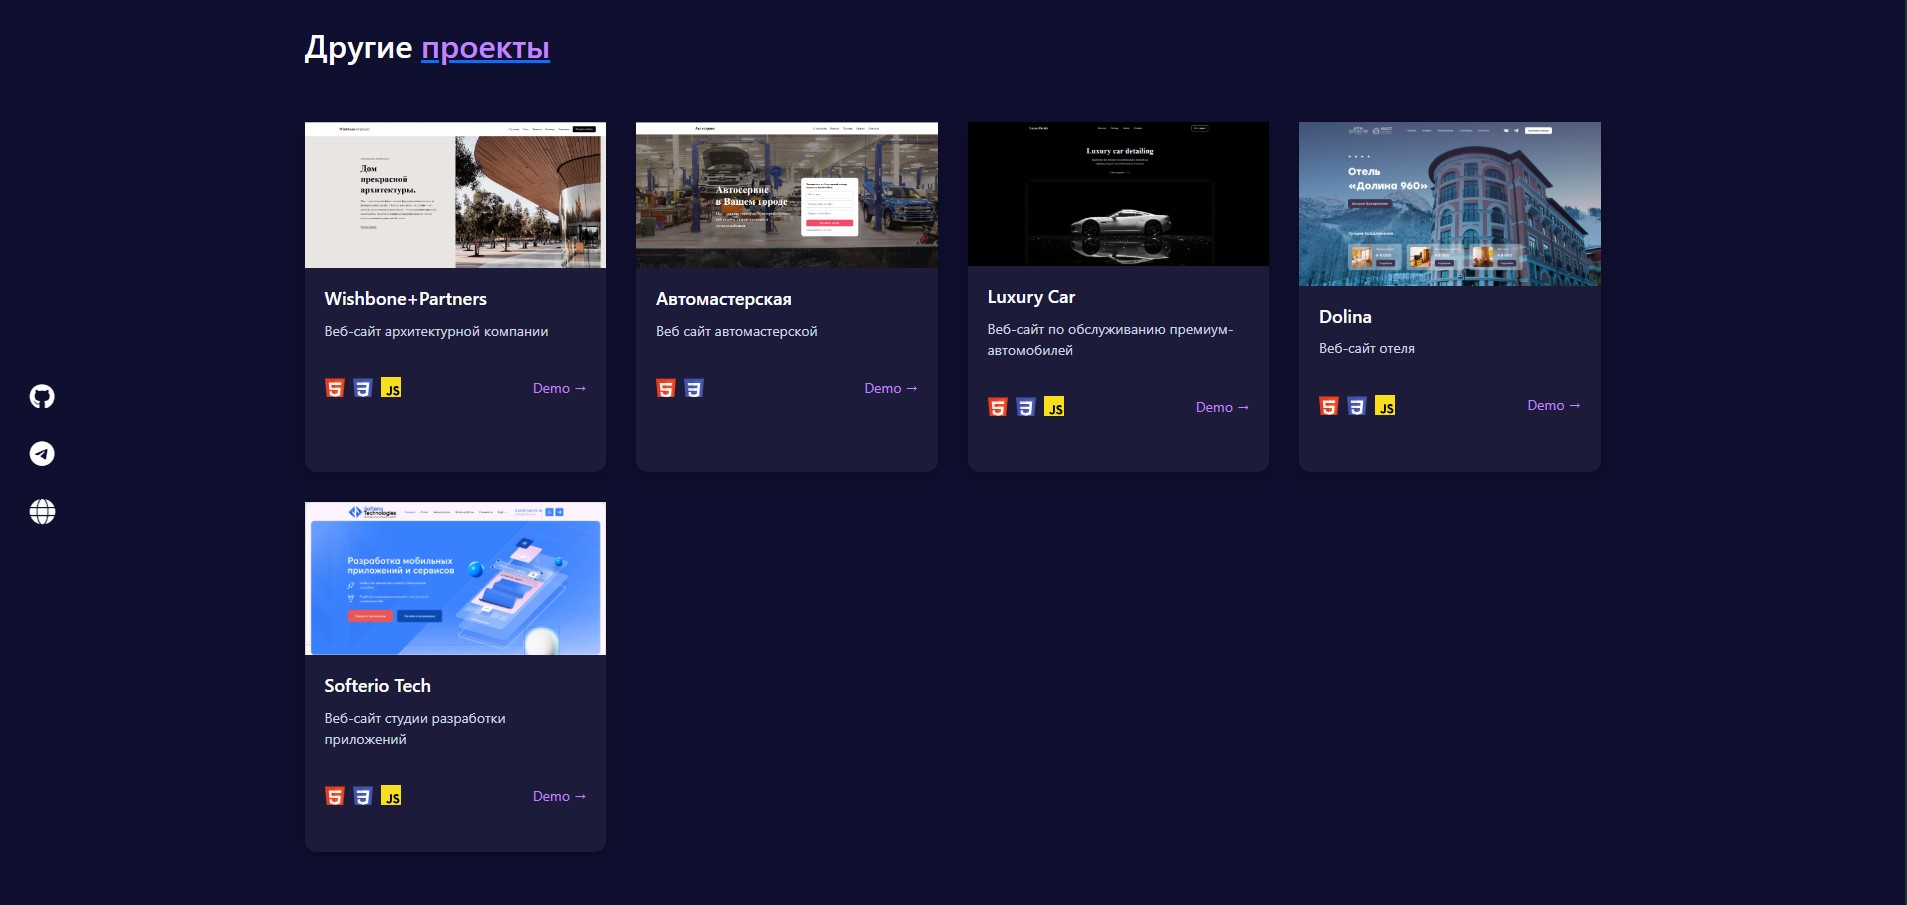 Другие проекты
Дом
прекрасной
архитектуры.
Wishbone+Partners
Веб-сайт архитектурной компании
JS
Demo →
Автосервис
в Вашем городе
Автомастерская
Веб сайт автомастерской
Demo →
Luxury car detailing
Luxury Car
Веб-сайт по обслуживанию премиум-
автомобилей
JS
Demo →
Отель
«Долина 960»
Dolina
Веб-сайт отеля
JS
Demo →
Softerio
Technologies
Разработка мобильных
приложений и сервисов
Softerio Tech
Веб-сайт студии разработки
приложений
JS
Demo →